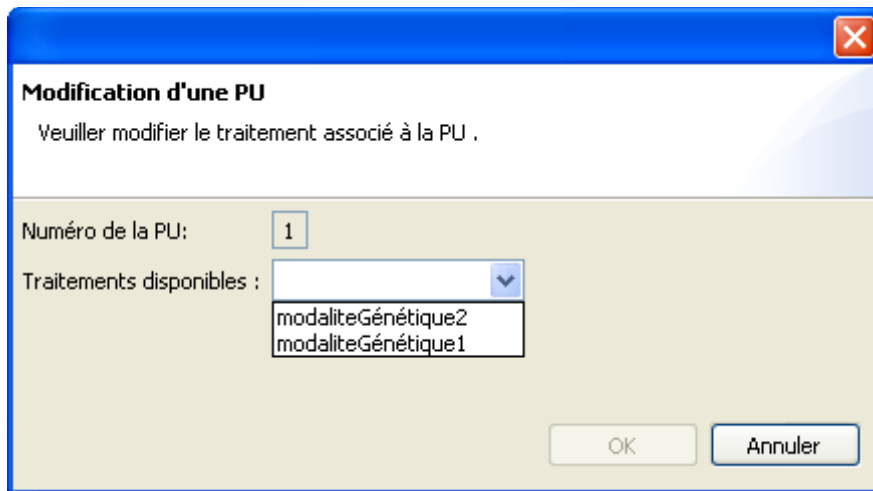 Modification d'une PU
Veuiller modifier le traitement associé à la PU .
Numéro de la PU: 1
Traitements disponibles :
modaliteGénétique2
modaliteGénétique1
OK Annuler